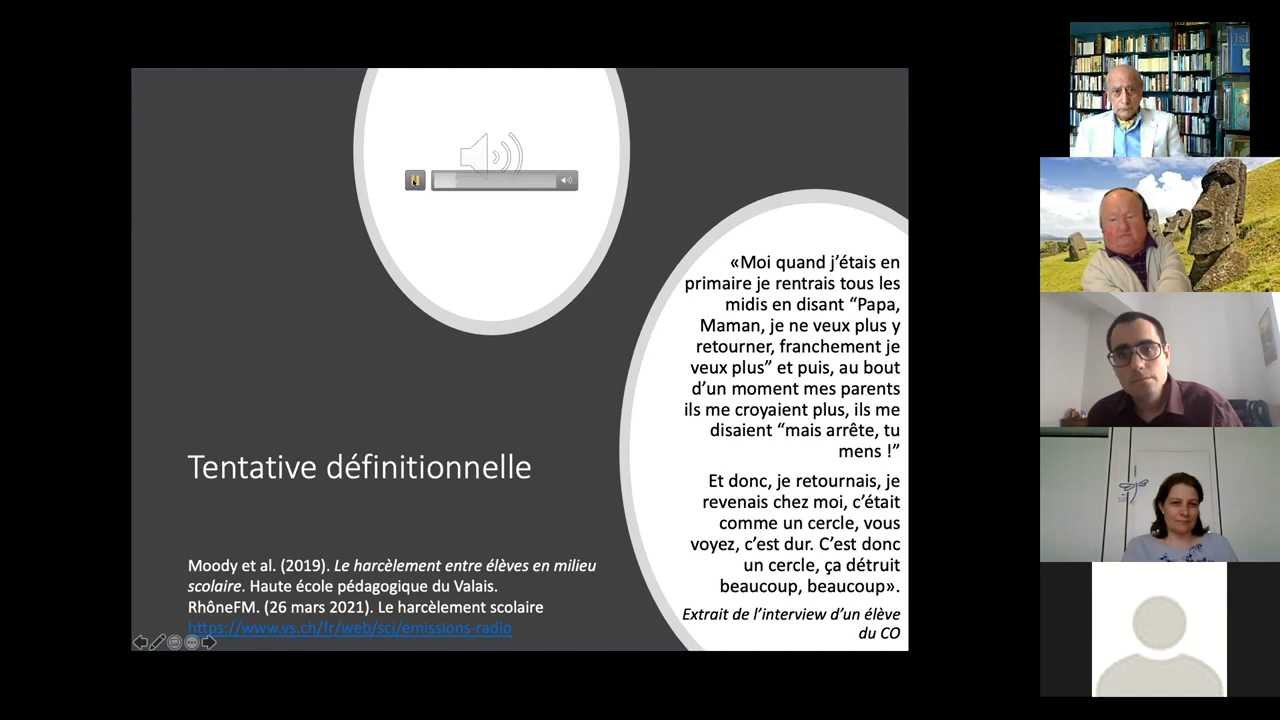 «Moi quand j’étais en
primaire je rentrais tous les
midis en disant “Papa,
Maman, je ne veux plus y
retourner, franchement je
veux plus” et puis, au bout
d’un moment mes parents
ils me croyaient plus, ils me
disaient “mais arrête, tu
mens !”
Et donc, je retournais, je
revenais chez moi, c’était
comme un cercle, vous
voyez, c’est dur. C’est donc
un cercle, ça détruit
beaucoup, beaucoup».
Extrait de l’interview d’un élève
du CO
Tentative définitionnelle
Moody et al. (2019). Le harcèlement entre élèves en milieu
scolaire. Haute école pédagogique du Valais.
RhôneFM. (26 mars 2021). Le harcèlement scolaire
https://www.vs.ch/fr/web/scj/emissions-radio